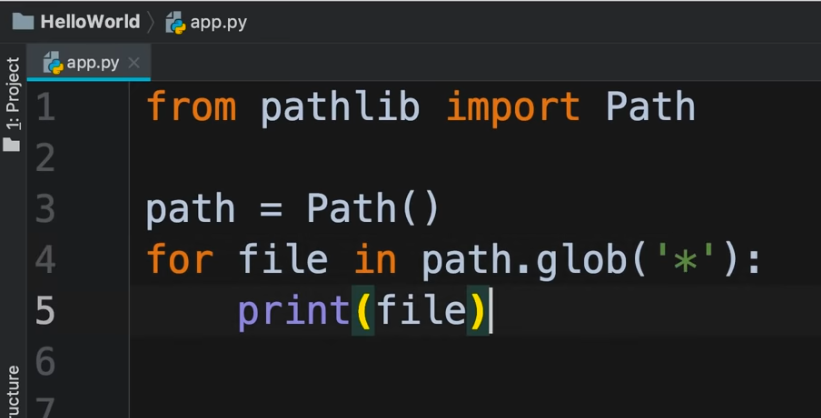 HelloWorld app.py
app.py
1: Project
1 from pathlib import Path
2
3 path = Path()
4 for file in path.glob('*'):
5     print(file)
6
7
ructure